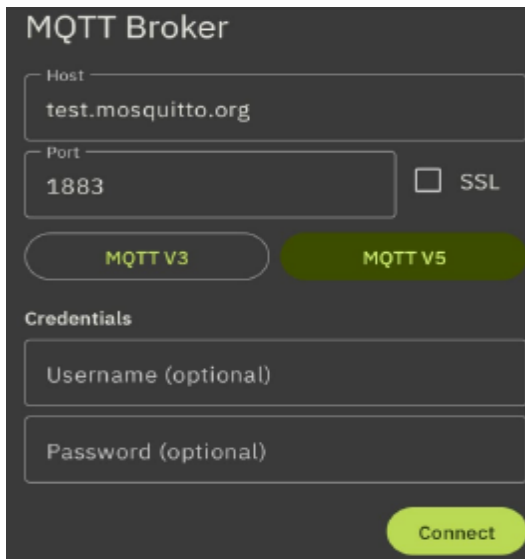 MQTT Broker
Host
test.mosquitto.org
Port
1883
SSL
MQTT V3
MQTT V5
Credentials
Username (optional)
Password (optional)
Connect